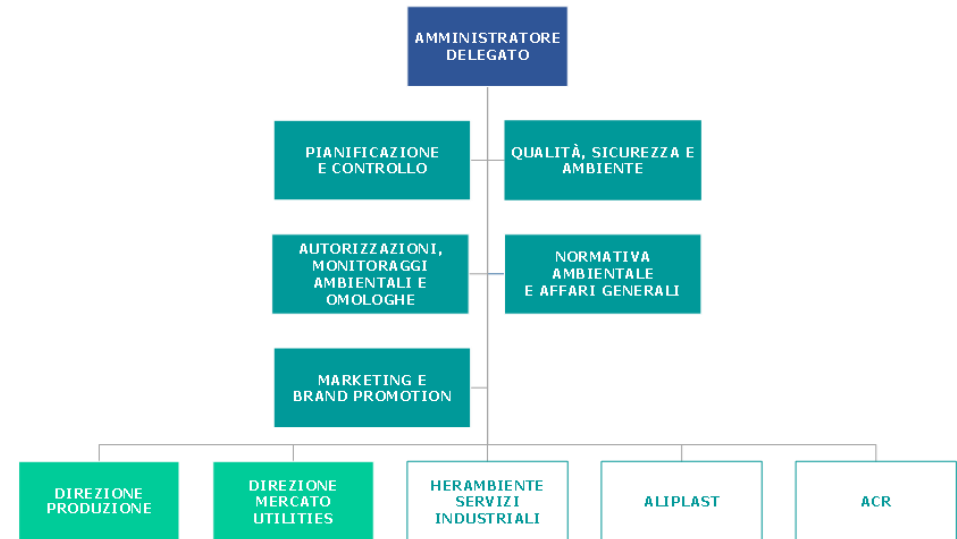 AMMINISTRATORE
DELEGATO
PIANIFICAZIONE
E CONTROLLO
QUALITÀ, SICUREZZA E
AMBIENTE
AUTORIZZAZIONI,
MONITORAGGI
AMBIENTALI E
OMOLOGHE
NORMATIVA
AMBIENTALE
E AFFARI GENERALI
MARKETING E
BRAND PROMOTION
DIREZIONE
PRODUZIONE
DIREZIONE
MERCATO
UTILITIES
HERAMBIENTE
SERVIZI
INDUSTRIALI
ALIPLAST
ACR